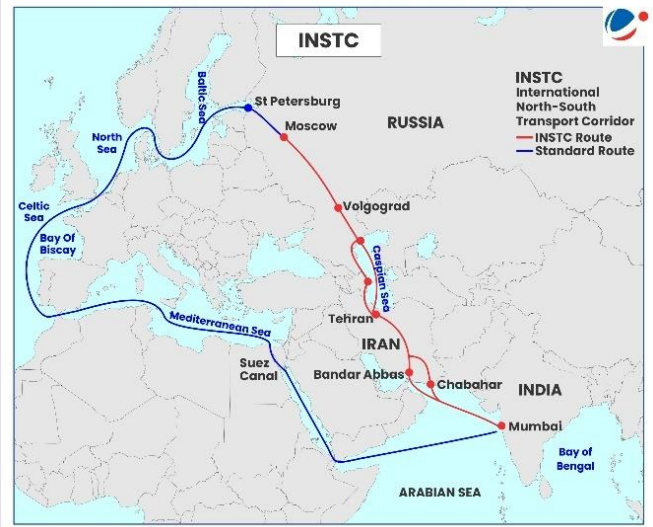 INSTC
INSTC
International
North-South
Transport Corridor
INSTC Route
Standard Route
Baltic Sea
St Petersburg
Moscow
RUSSIA
North
Sea
Volgograd
Celtic
Sea
Bay Of
Biscay
Caspian Sea
Mediterranean Sea
Tehran
IRAN
Suez
Canal
Bandar Abbas
Chabahar
INDIA
Mumbai
Bay of
Bengal
ARABIAN SEA